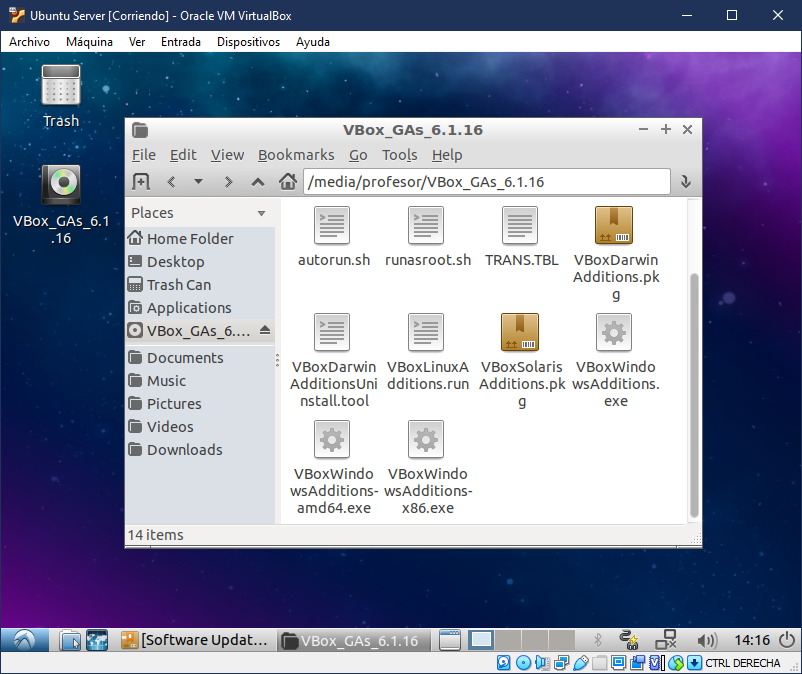 Ubuntu Server [Corriendo] - Oracle VM VirtualBox
Archivo Máquina Ver Entrada Dispositivos Ayuda
Trash
VBox_GAs_6.1
.16
VBox_GAs_6.1.16
File Edit View Bookmarks Go Tools Help
/media/profesor/VBox_GAs_6.1.16
Places
Home Folder
Desktop
Trash Can
Applications
VBox_GAs_6....
Documents
Music
Pictures
Videos
Downloads
autorun.sh
runasroot.sh
TRANS.TBL
VBoxDarwin
Additions.pk
g
VBoxDarwin
AdditionsUni
nstall.tool
VBoxLinuxA
dditions.run
VBoxSolaris
Additions.pk
g
VBoxWindo
wsAdditions.
exe
VBoxWindo
wsAdditions-
amd64.exe
VBoxWindo
wsAdditions-
x86.exe
14 items
[Software Updat...
VBox_GAs_6.1.16
14:16
CTRL DERECHA